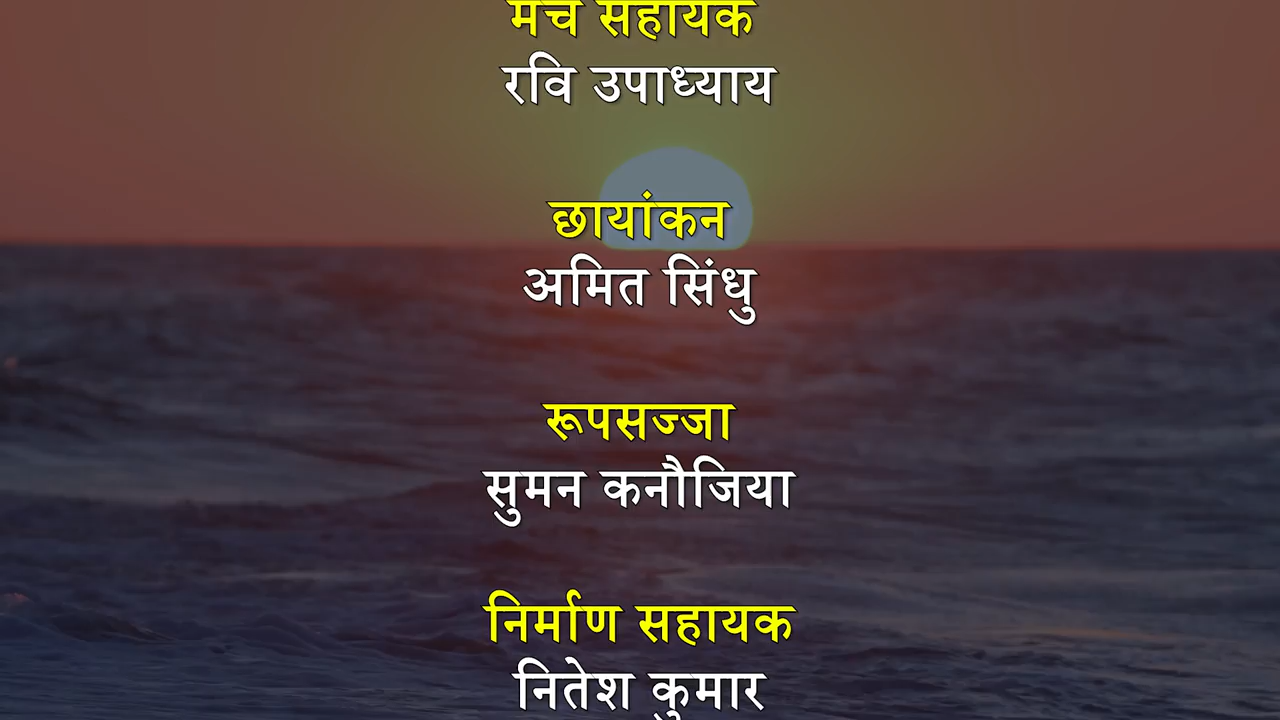 मंच सहायक
रवि उपाध्याय
छायांकन
अमित सिंधु
रूपसज्जा
सुमन कनौजिया
निर्माण सहायक
नितेश कुमार